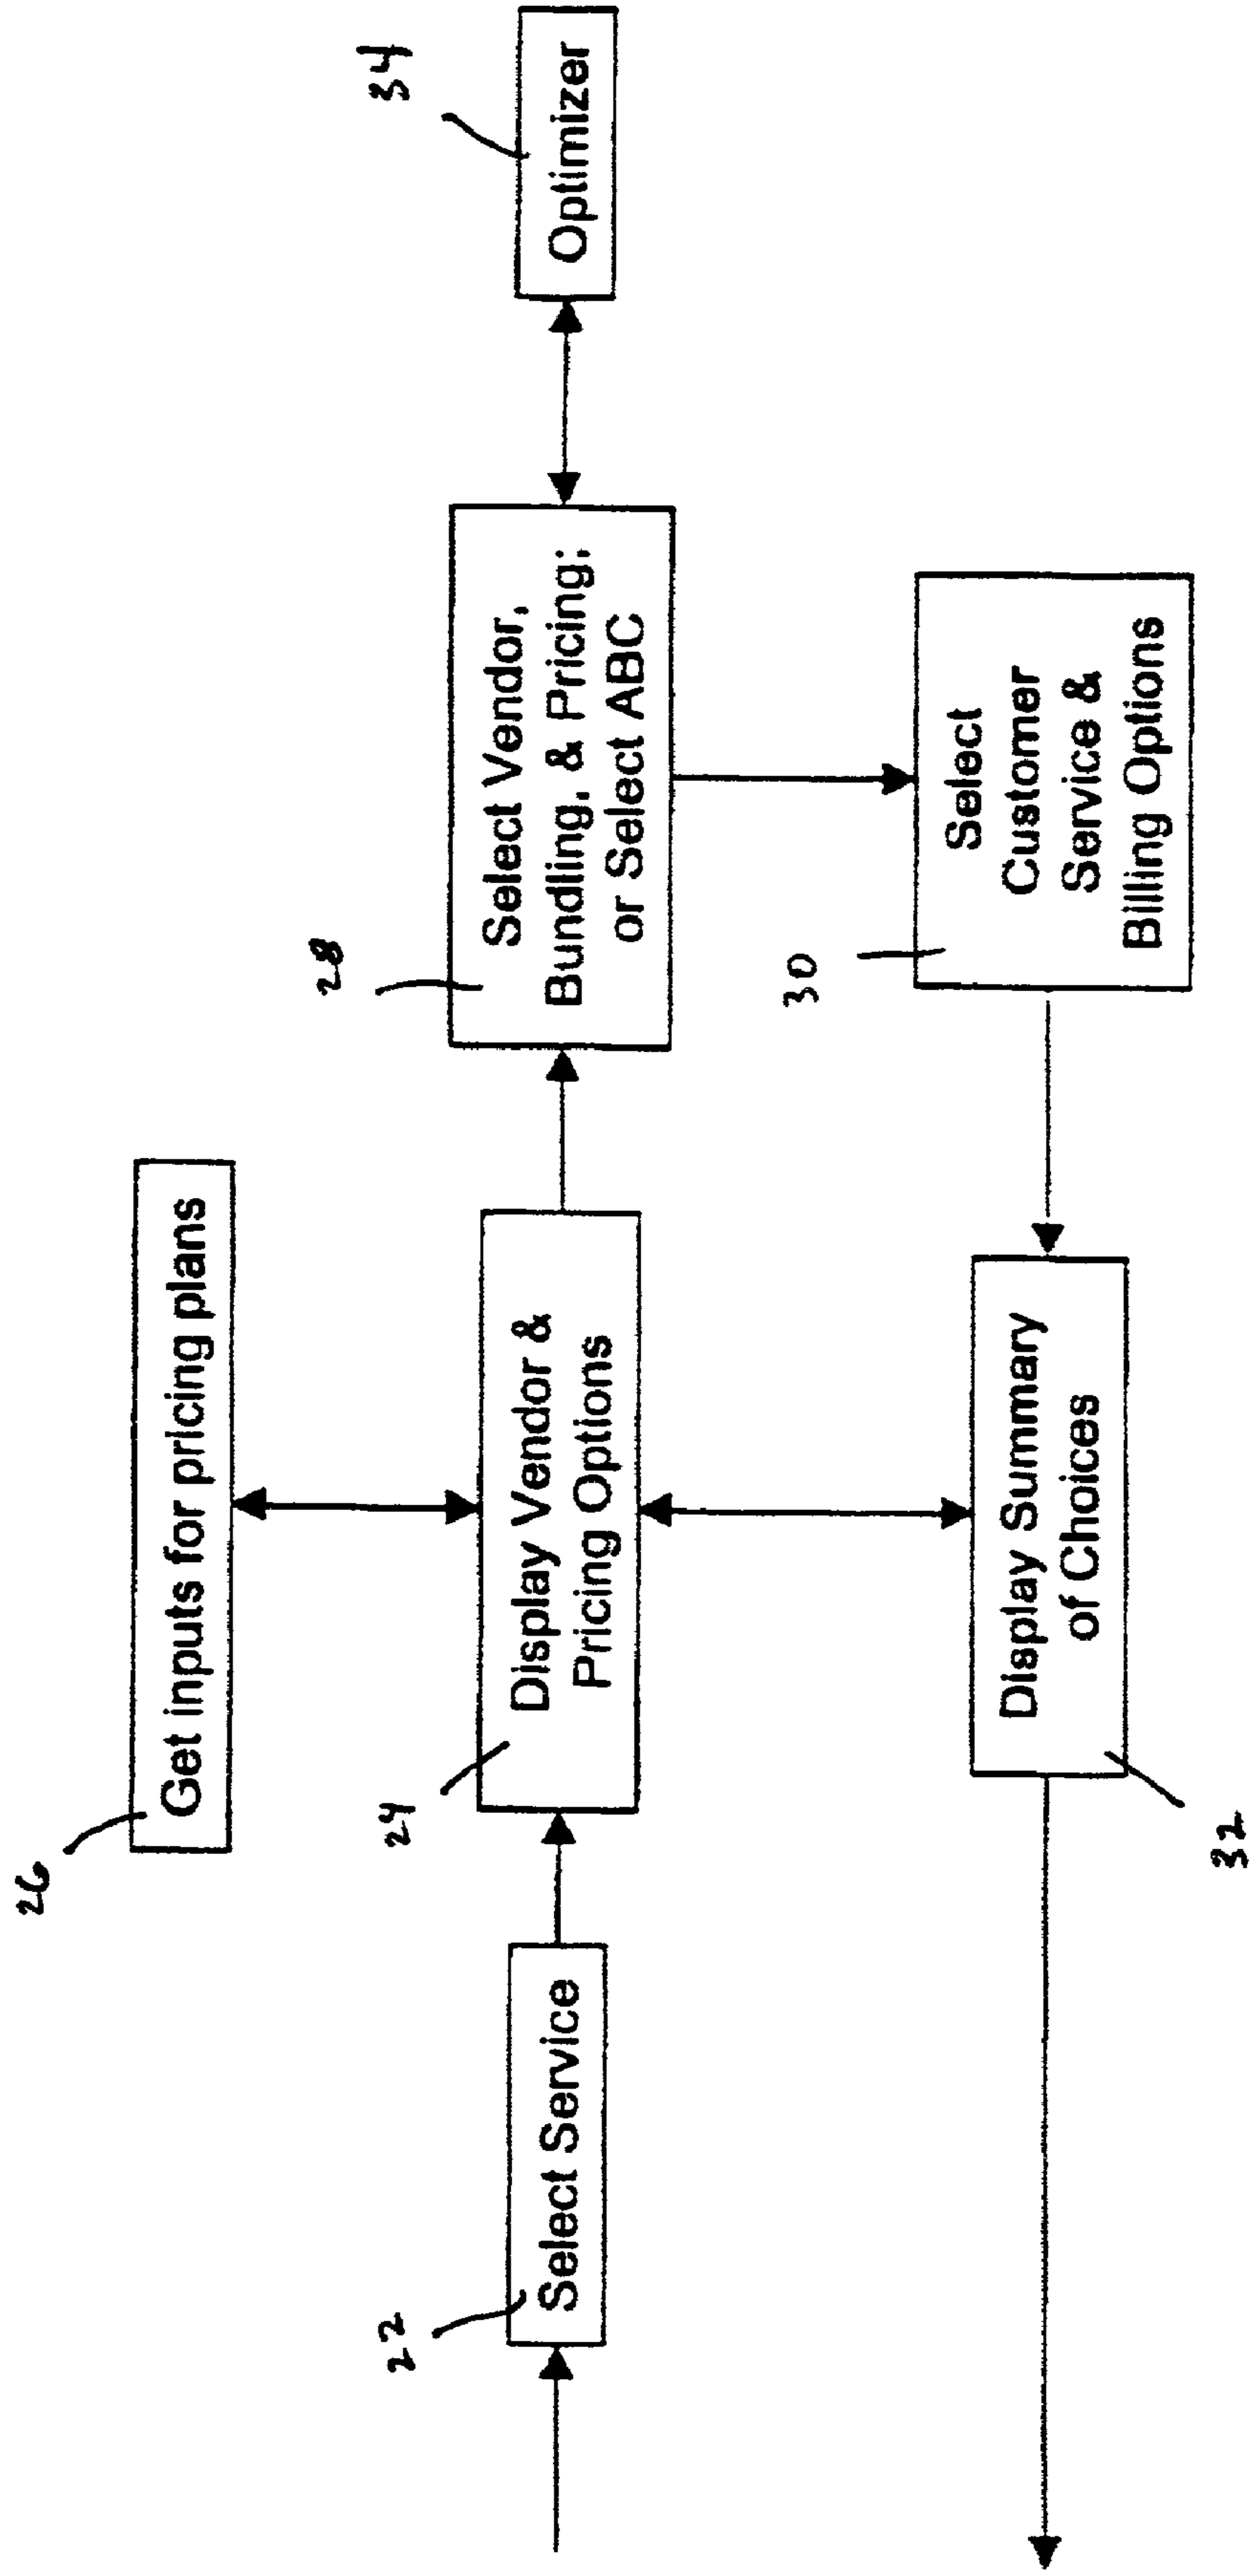 26
Get inputs for pricing plans
22
Select Service
24
Display Vendor &
Pricing Options
28
Select Vendor,
Bundling, & Pricing;
or Select ABC
34
Optimizer
30
Select
Customer
Service &
Billing Options
Display Summary
of Choices
32